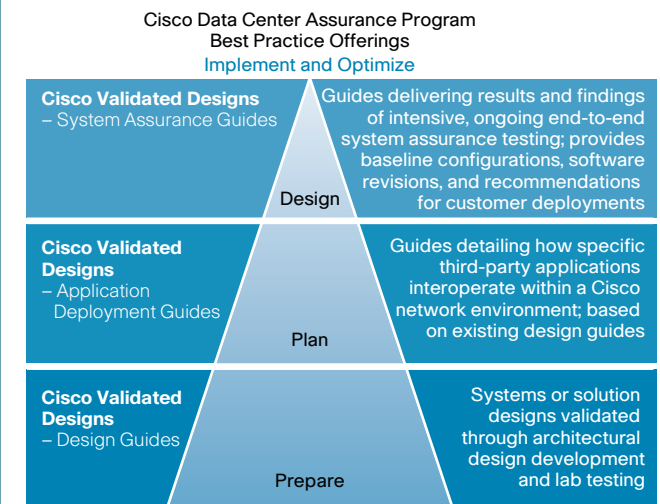 Cisco Data Center Assurance Program
Best Practice Offerings
Implement and Optimize
Cisco Validated Designs
– System Assurance Guides
Design
Guides delivering results and findings
of intensive, ongoing end-to-end
system assurance testing; provides
baseline configurations, software
revisions, and recommendations
for customer deployments
Cisco Validated
Designs
– Application
Deployment Guides
Plan
Guides detailing how specific
third-party applications
interoperate within a Cisco
network environment; based
on existing design guides
Cisco Validated
Designs
– Design Guides
Prepare
Systems or solution
designs validated
through architectural
design development
and lab testing